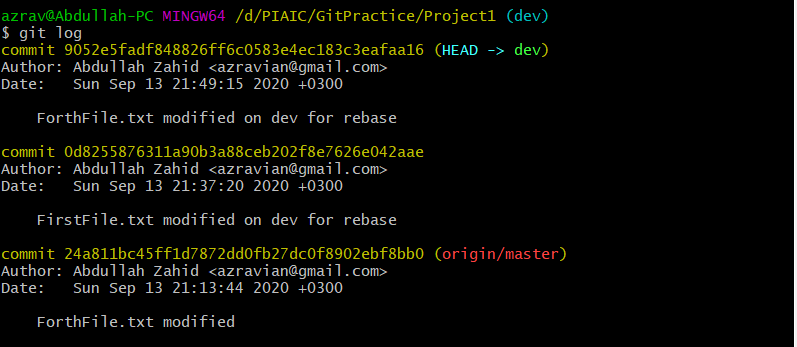 azrav@Abdullah-PC MINGW64 /d/PIAIC/GitPractice/Project1 (dev)
$ git log
commit 9052e5fadf848826ff6c0583e4ec183c3eafaa16 (HEAD -> dev)
Author: Abdullah Zahid <azravian@gmail.com>
Date:   Sun Sep 13 21:49:15 2020 +0300
    ForthFile.txt modified on dev for rebase
commit 0d8255876311a90b3a88ceb202f8e7626e042aae
Author: Abdullah Zahid <azravian@gmail.com>
Date:   Sun Sep 13 21:37:20 2020 +0300
    FirstFile.txt modified on dev for rebase
commit 24a811bc45ff1d7872dd0fb27dc0f8902ebf8bb0 (origin/master)
Author: Abdullah Zahid <azravian@gmail.com>
Date:   Sun Sep 13 21:13:44 2020 +0300
    ForthFile.txt modified